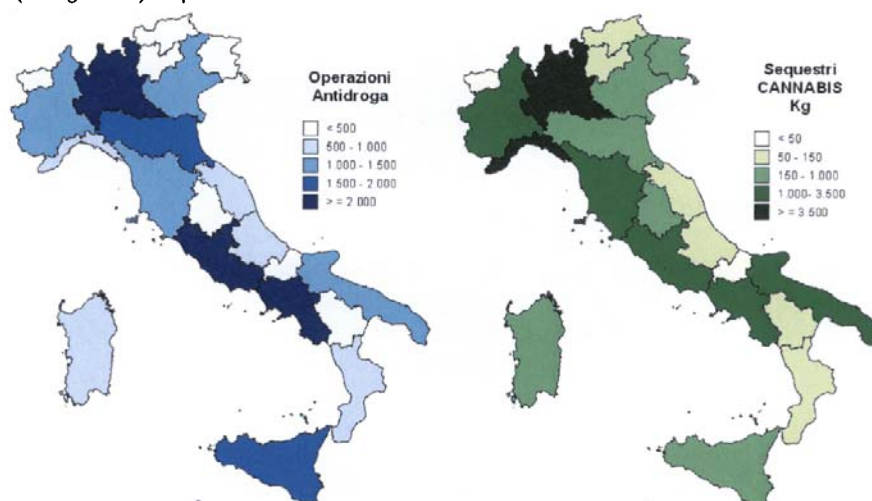 Operazioni
Antidroga
< 500
500 - 1 000
1 000 - 1 500
1 500 - 2 000
> = 2 000
Sequestri
CANNABIS
Kg
< 50
50 - 150
150 - 1.000
1.000- 3.500
> = 3 500